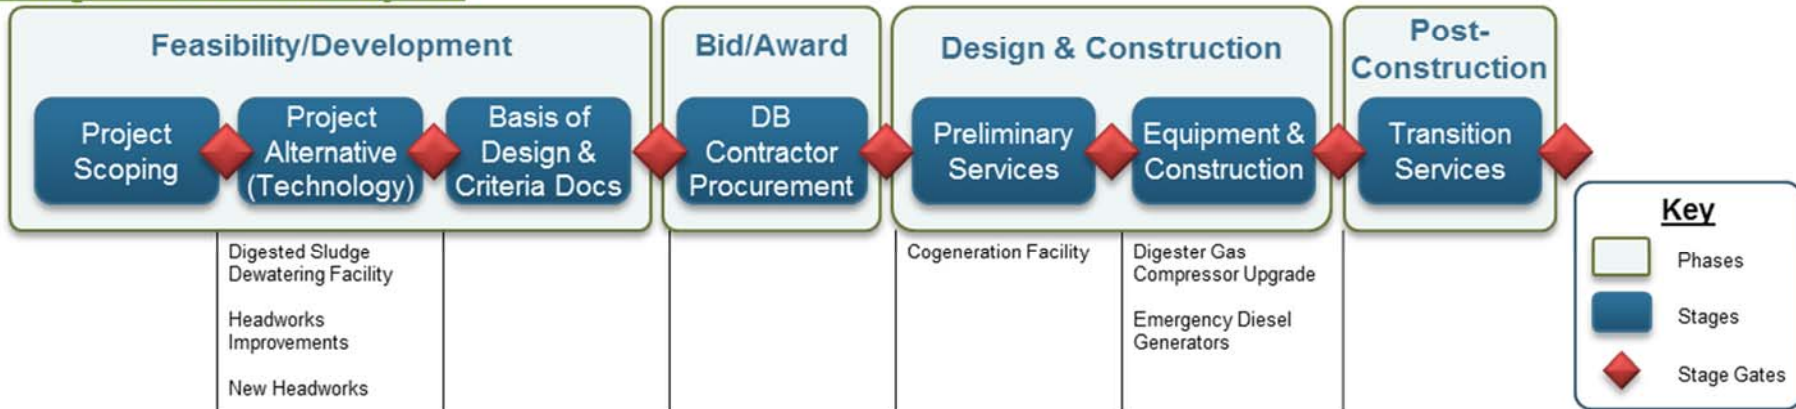 Feasibility/Development
Bid/Award
Design & Construction
Post-
Construction
Project
Scoping
Project
Alternative
(Technology)
Basis of
Design &
Criteria Docs
DB
Contractor
Procurement
Preliminary
Services
Equipment &
Construction
Transition
Services
Digested Sludge
Dewatering Facility
Headworks
Improvements
New Headworks
Cogeneration Facility
Digester Gas
Compressor Upgrade
Emergency Diesel
Generators
Key
Phases
Stages
Stage Gates